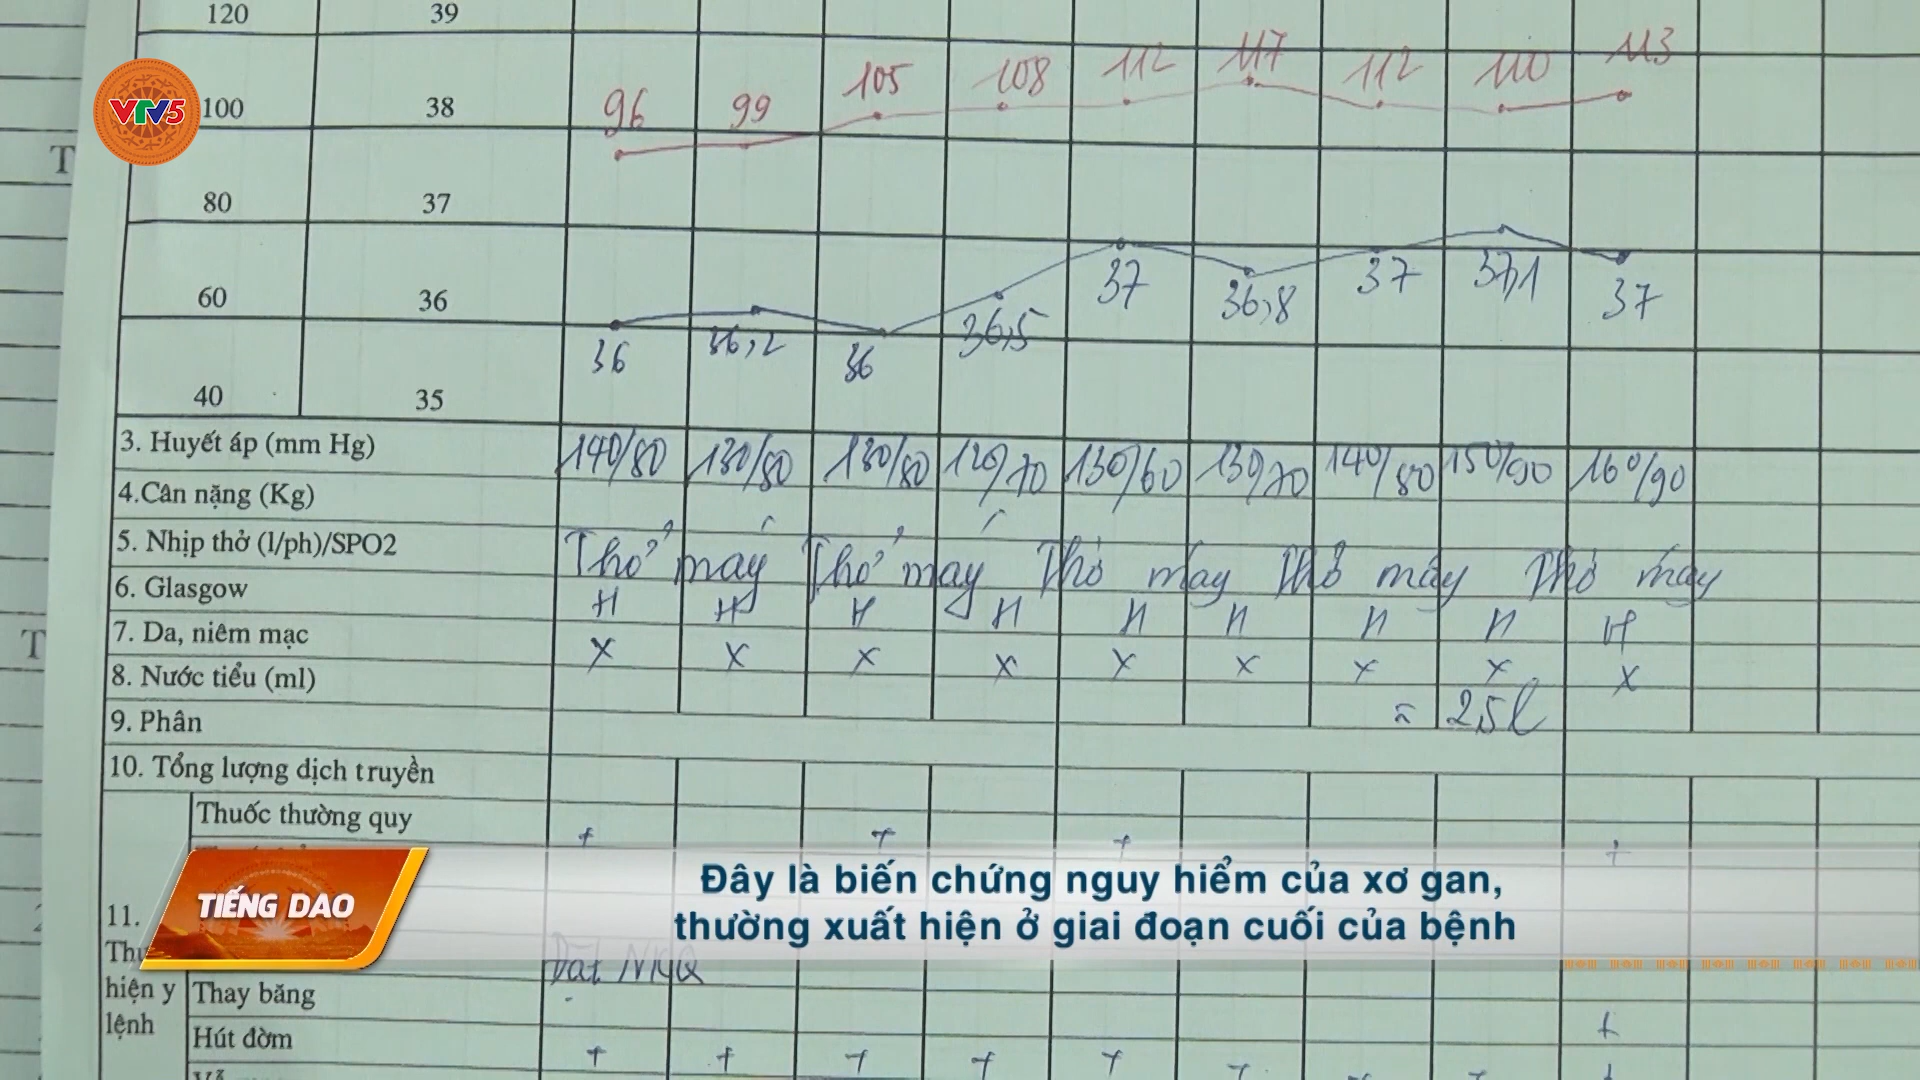 120 39
VTV5
100 38
96 99 105 108 112 117 112 110 113
80 37
60 36
36 36,2 36 36,5 37 36,8 37 37,1 37
40 35
3. Huyết áp (mm Hg) 140/80 130/80 130/80 120/70 130/60 130/70 140/80 150/90 160/90
4.Cân nặng (Kg)
5. Nhịp thở (l/ph)/SPO2 Thở máy Thở máy Thở máy Thở máy Thở máy
6. Glasgow
7. Da, niêm mạc H H H H H H H H H
8. Nước tiểu (ml) X X X X X X X X X
9. Phân ≈ 2,5l
10. Tổng lượng dịch truyền
Thuốc thường quy + + + +
TIẾNG DAO
Đây là biến chứng nguy hiểm của xơ gan,
thường xuất hiện ở giai đoạn cuối của bệnh
11.
hiện y
lệnh
Đặt NKQ
Thay băng +
Hút đờm + + + + + +